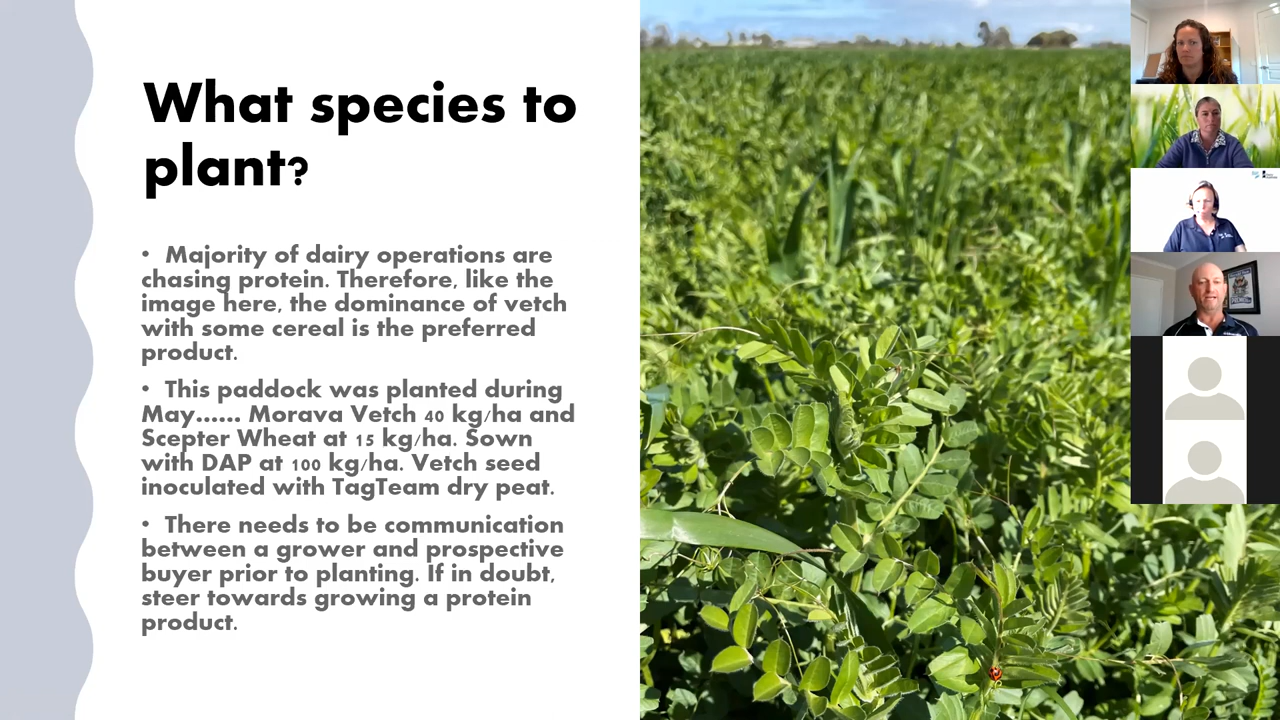 What species to
plant?
• Majority of dairy operations are
chasing protein. Therefore, like the
image here, the dominance of vetch
with some cereal is the preferred
product.
• This paddock was planted during
May...... Morava Vetch 40 kg/ha and
Scepter Wheat at 15 kg/ha. Sown
with DAP at 100 kg/ha. Vetch seed
inoculated with TagTeam dry peat.
• There needs to be communication
between a grower and prospective
buyer prior to planting. If in doubt,
steer towards growing a protein
product.